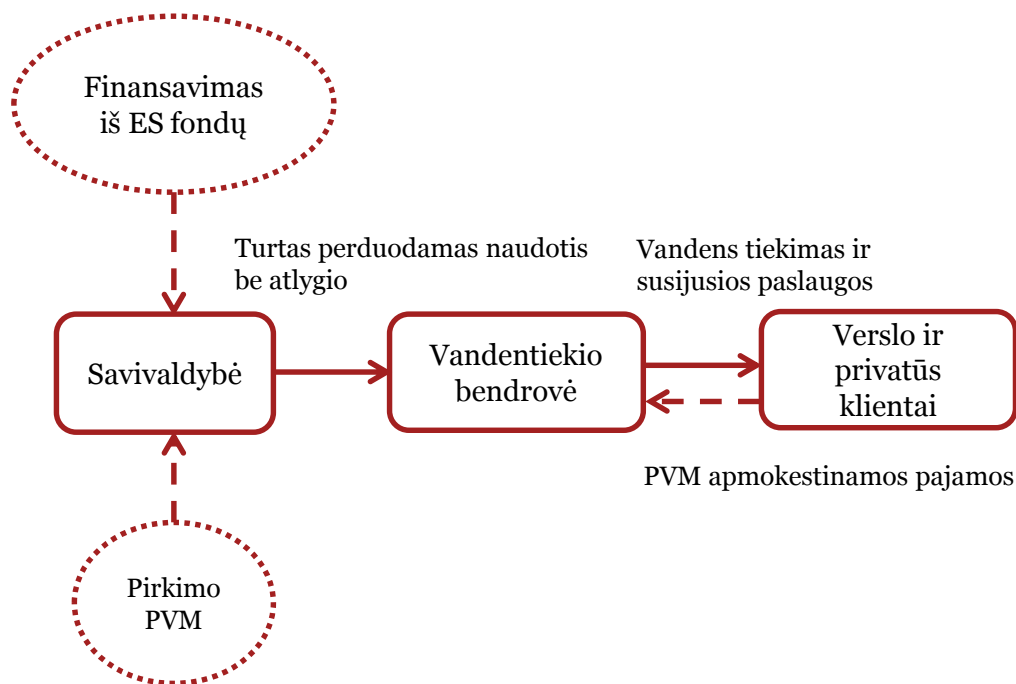 Finansavimas
iš ES fondų
Turtas perduodamas naudotis
be atlygio
Vandens tiekimas ir
susijusios paslaugos
Savivaldybė
Vandentiekio
bendrovė
Verslo ir
privatūs
klientai
PVM apmokestinamos pajamos
Pirkimo
PVM